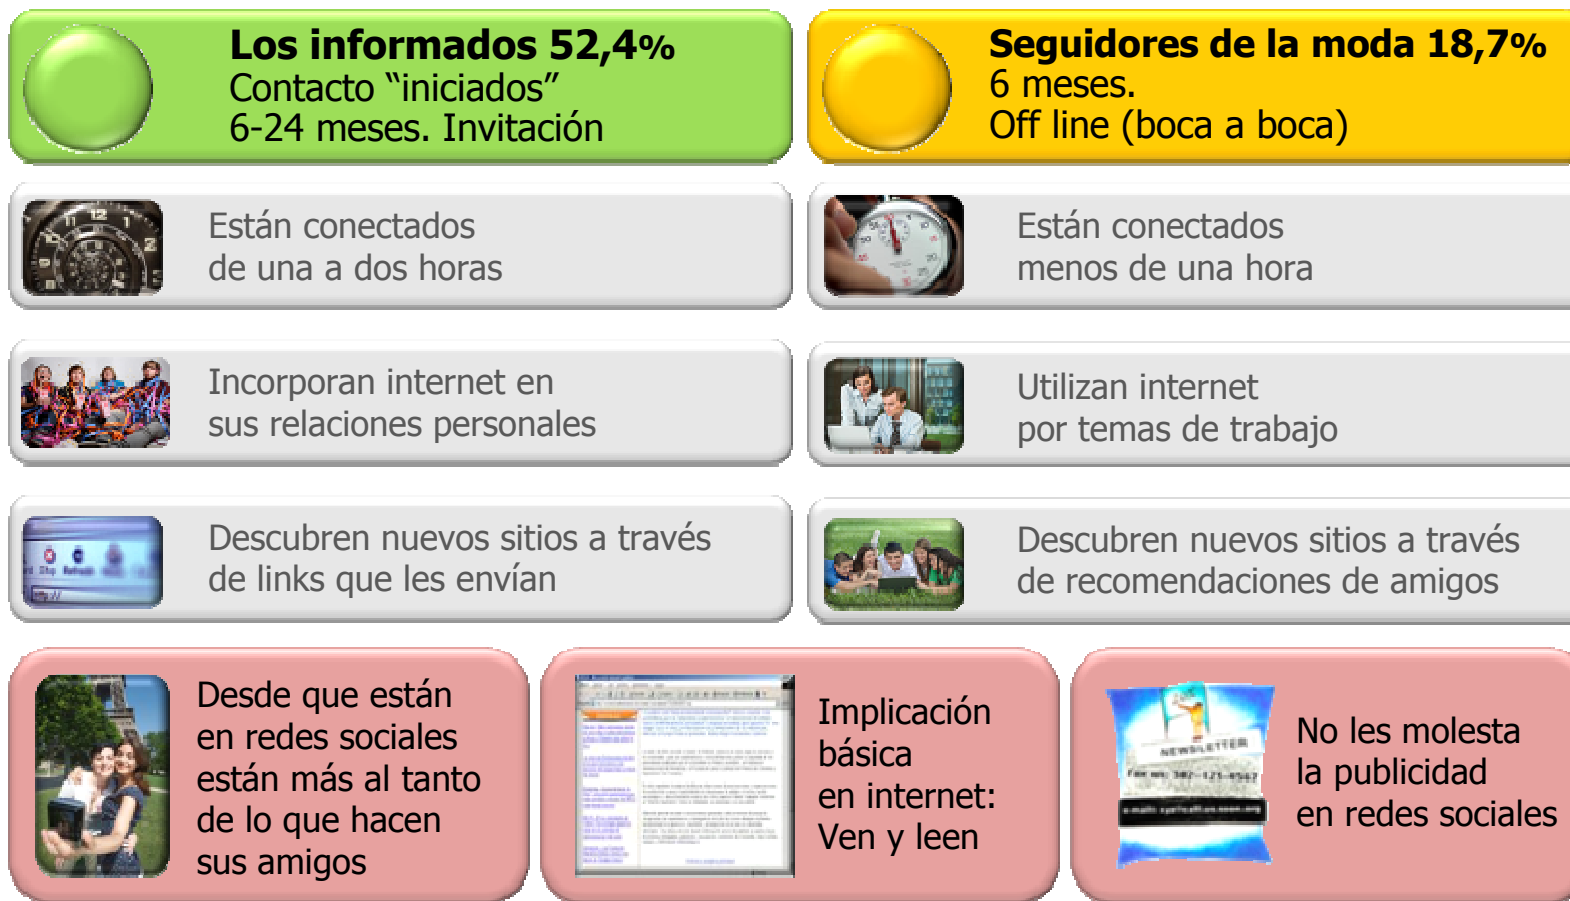 Los informados 52,4%
Contacto “iniciados”
6-24 meses. Invitación
Seguidores de la moda 18,7%
6 meses.
Off line (boca a boca)
Están conectados
de una a dos horas
Están conectados
menos de una hora
Incorporan internet en
sus relaciones personales
Utilizan internet
por temas de trabajo
Descubren nuevos sitios a través
de links que les envían
Descubren nuevos sitios a través
de recomendaciones de amigos
Desde que están
en redes sociales
están más al tanto
de lo que hacen
sus amigos
Implicación
básica
en internet:
Ven y leen
NEWSLETTER
No les molesta
la publicidad
en redes sociales